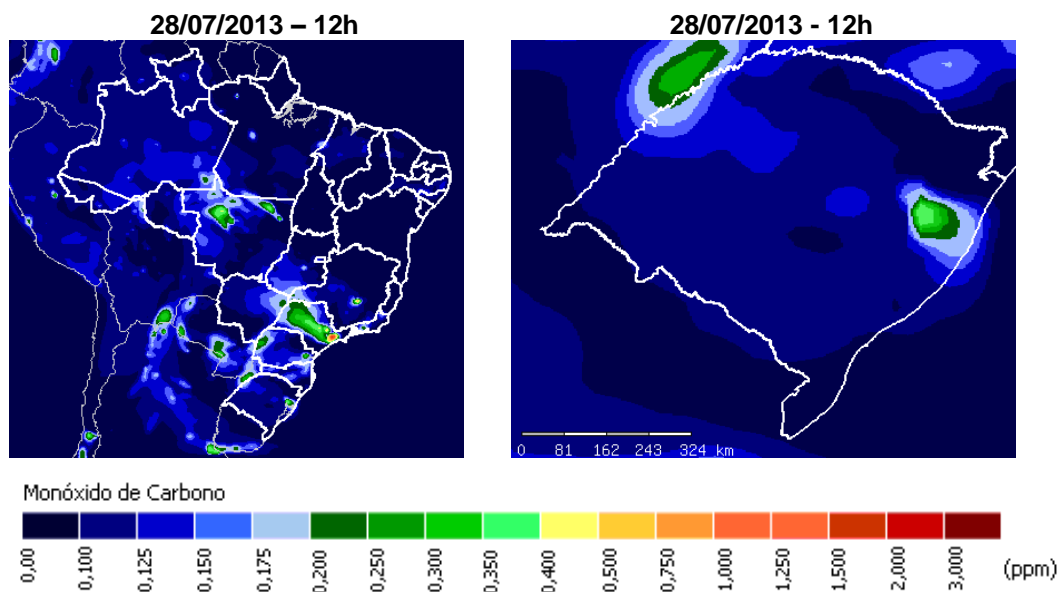 28/07/2013 – 12h
28/07/2013 - 12h
0 81 162 243 324 km
Monóxido de Carbono
0,00 0,100 0,125 0,150 0,175 0,200 0,250 0,300 0,350 0,400 0,500 0,750 1,000 1,250 1,500 2,000 3,000 (ppm)